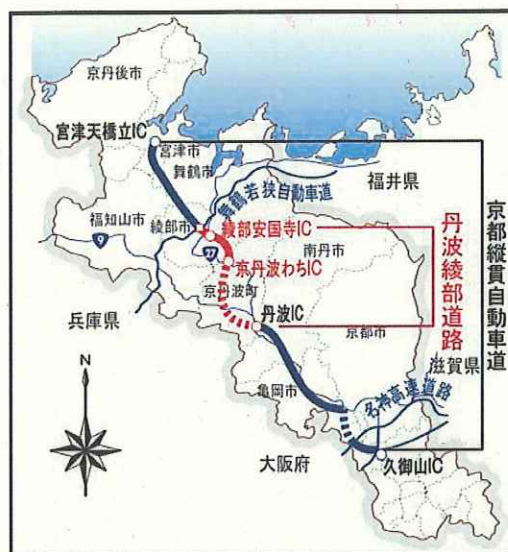 京丹後市
宮津天橋立IC
宮津市
舞鶴市
舞鶴若狭自動車道
福井県
福知山市
綾部市
綾部安国寺IC
9
27
南丹市
京丹波わちIC
京丹波町
丹波綾部道路
京都縦貫自動車道
兵庫県
丹波IC
京都市
滋賀県
N
亀岡市
名神高速道路
大阪府
久御山IC